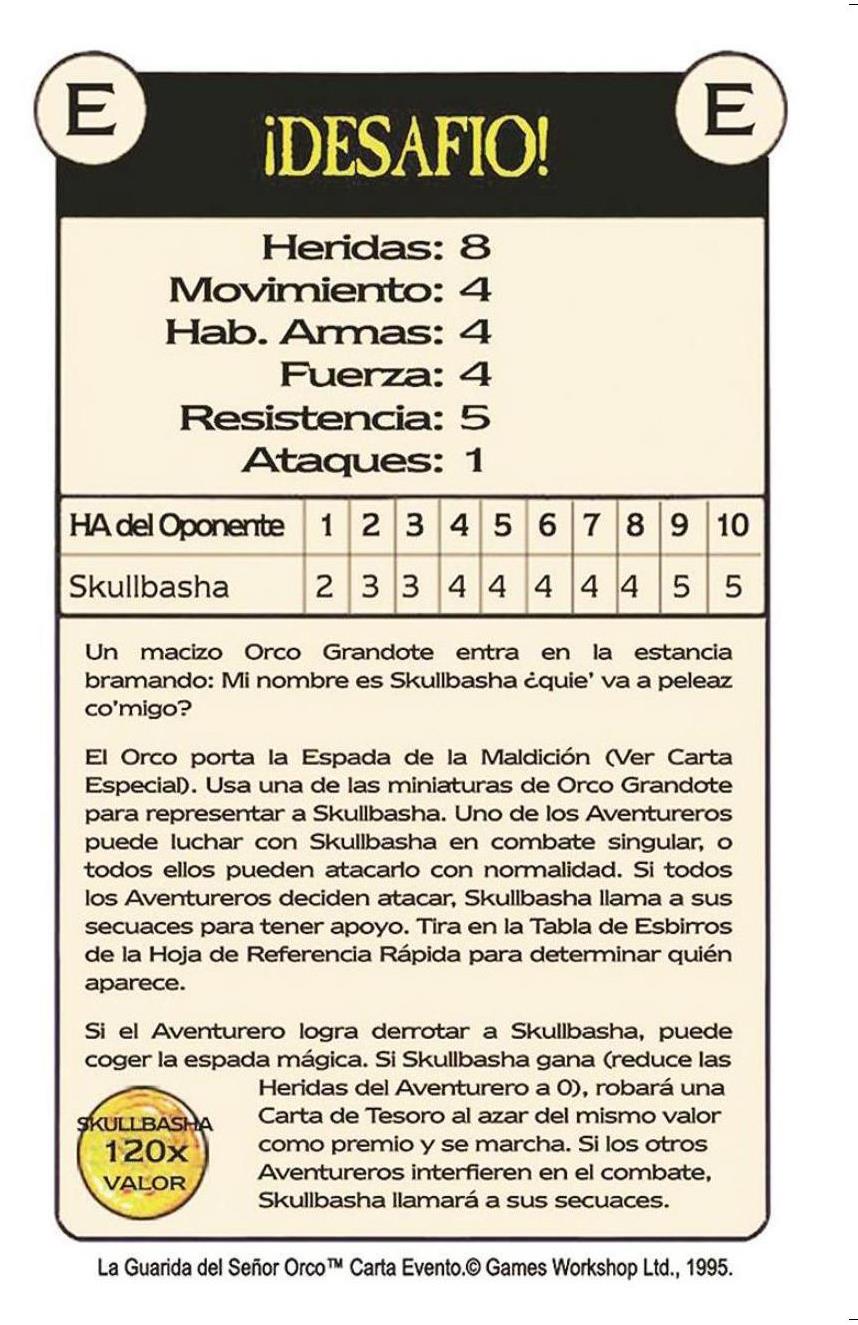 E
E
¡DESAFIO!
Heridas: 8
Movimiento: 4
Hab. Armas: 4
Fuerza: 4
Resistencia: 5
Ataques: 1
HA del Oponente 1 2 3 4 5 6 7 8 9 10
Skullbasha 2 3 3 4 4 4 4 4 5 5
Un macizo Orco Grandote entra en la estancia
bramando: Mi nombre es Skullbasha ¿quie' va a peleaz
co'migo?
El Orco porta la Espada de la Maldición (Ver Carta
Especial). Usa una de las miniaturas de Orco Grandote
para representar a Skullbasha. Uno de los Aventureros
puede luchar con Skullbasha en combate singular, o
todos ellos pueden atacarlo con normalidad. Si todos
los Aventureros deciden atacar, Skullbasha llama a sus
secuaces para tener apoyo. Tira en la Tabla de Esbirros
de la Hoja de Referencia Rápida para determinar quién
aparece.
Si el Aventurero logra derrotar a Skullbasha, puede
coger la espada mágica. Si Skullbasha gana (reduce las
Heridas del Aventurero a 0), robará una
Carta de Tesoro al azar del mismo valor
como premio y se marcha. Si los otros
Aventureros interfieren en el combate,
Skullbasha llamará a sus secuaces.
SKULLBASHA
120x
VALOR
La Guarida del Señor Orco™ Carta Evento.© Games Workshop Ltd., 1995.